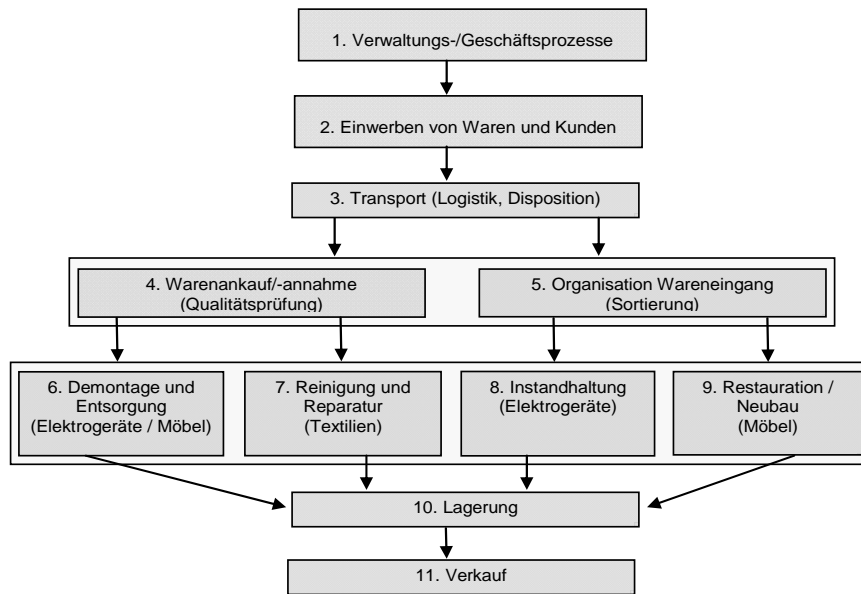 1. Verwaltungs-/Geschäftsprozesse
2. Einwerben von Waren und Kunden
3. Transport (Logistik, Disposition)
4. Warenankauf/-annahme
(Qualitätsprüfung)
5. Organisation Wareneingang
(Sortierung)
6. Demontage und
Entsorgung
(Elektrogeräte / Möbel)
7. Reinigung und
Reparatur
(Textilien)
8. Instandhaltung
(Elektrogeräte)
9. Restauration /
Neubau
(Möbel)
10. Lagerung
11. Verkauf